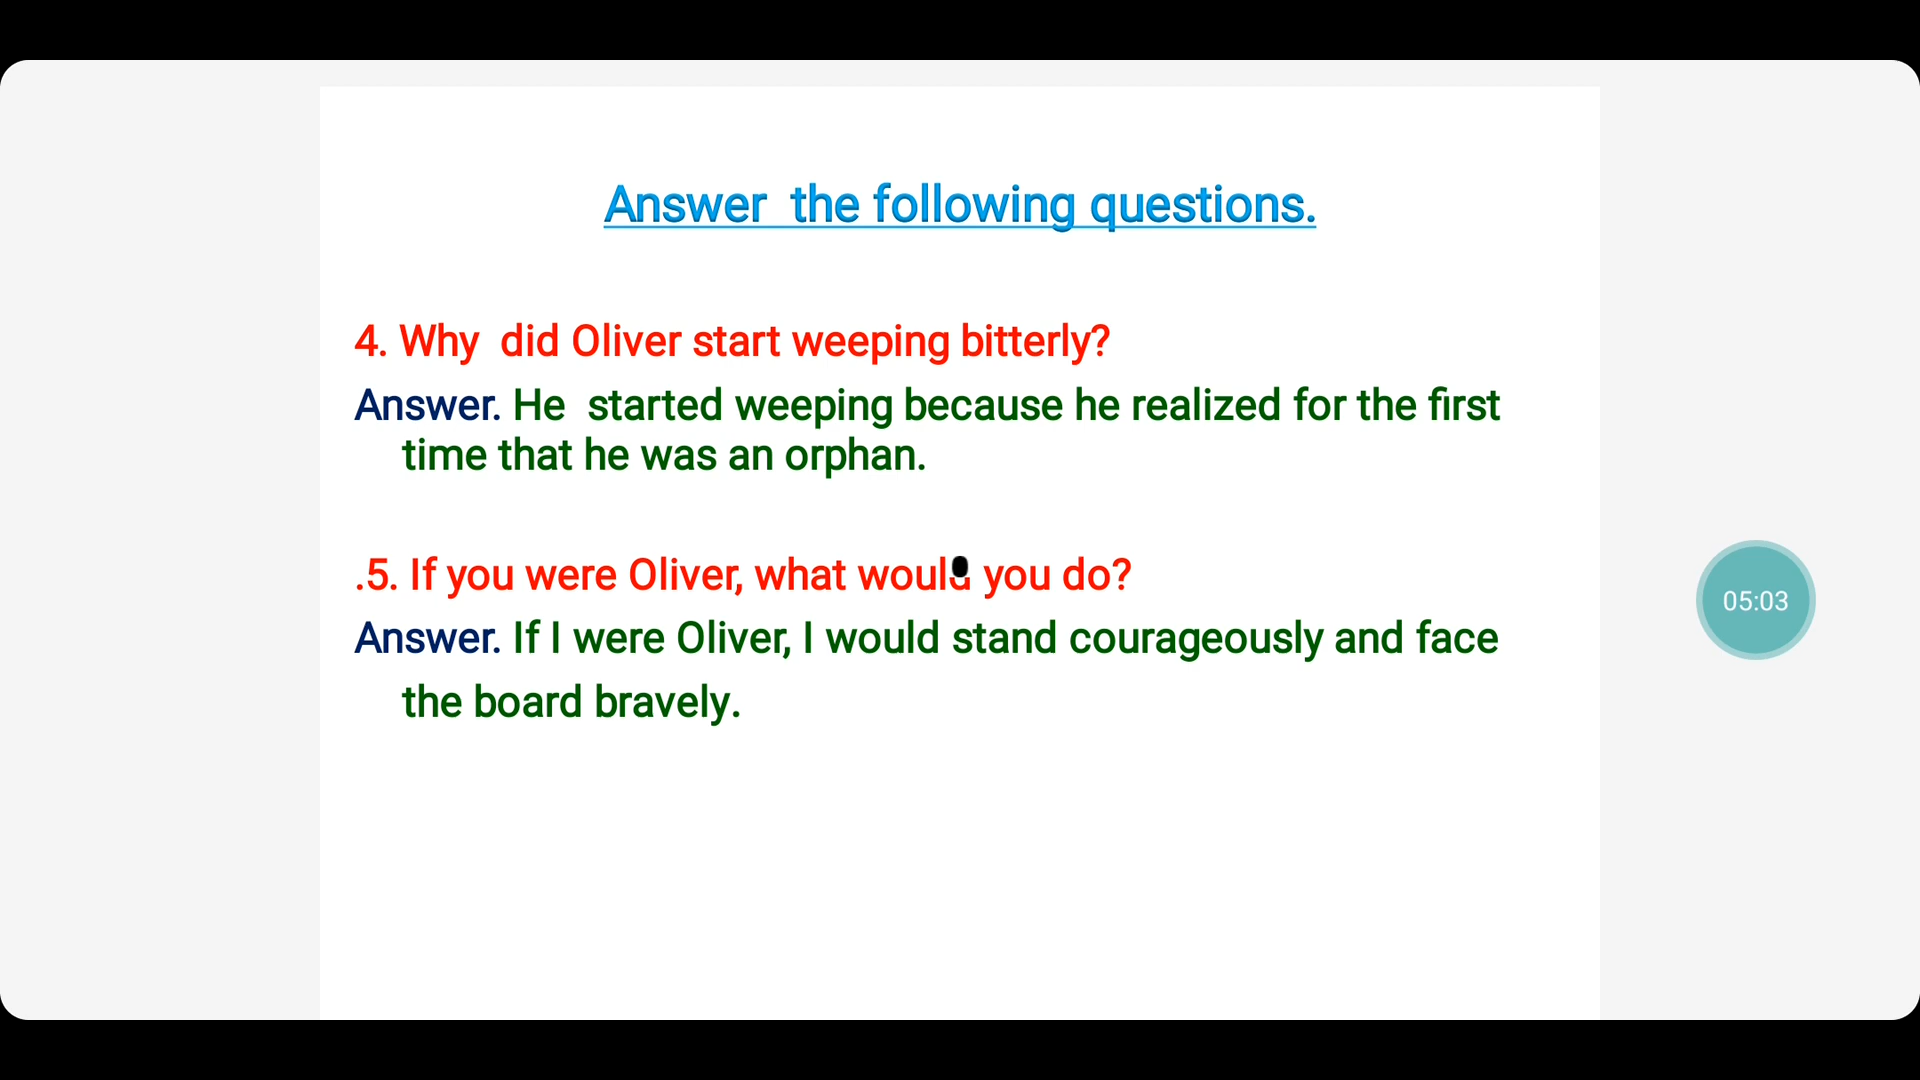 Answer the following questions.
4. Why did Oliver start weeping bitterly?
Answer. He started weeping because he realized for the first
time that he was an orphan.
.5. If you were Oliver, what would you do?
Answer. If I were Oliver, I would stand courageously and face
the board bravely.
05:03